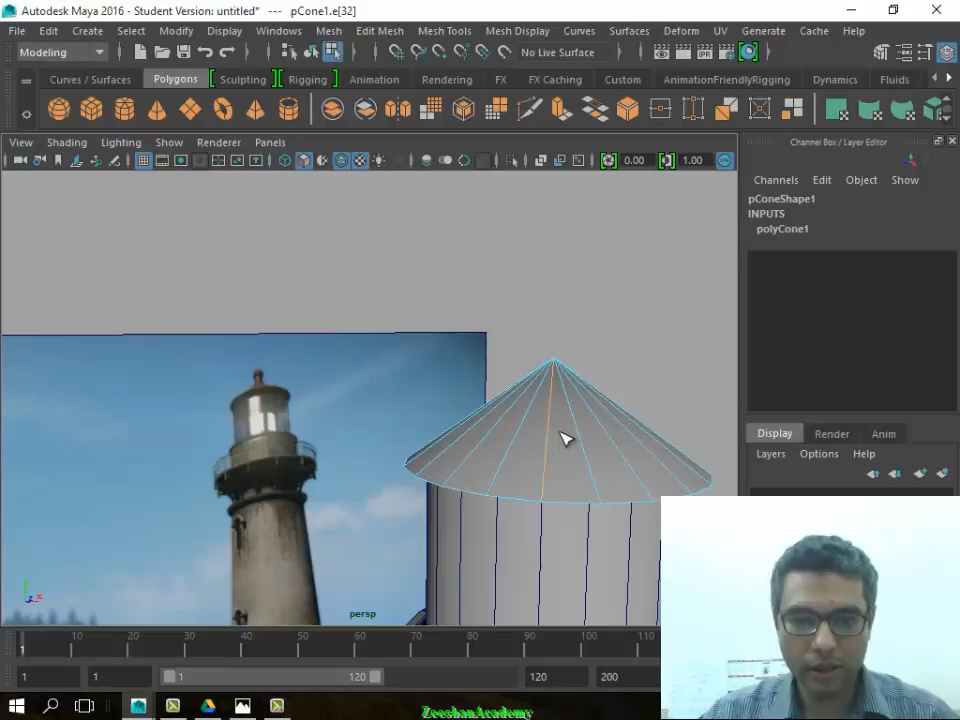 Autodesk Maya 2016 - Student Version: untitled* --- pCone1.e[32]
File Edit Create Select Modify Display Windows Mesh Edit Mesh Mesh Tools Mesh Display Curves Surfaces Deform UV Generate Cache Help
Modeling No Live Surface IPR
Curves / Surfaces Polygons Sculpting Rigging Animation Rendering FX FX Caching Custom AnimationFriendlyRigging Dynamics Fluids
View Shading Lighting Show Renderer Panels
0.00 1.00
Channel Box / Layer Editor
Channels Edit Object Show
pConeShape1
INPUTS
polyCone1
Display Render Anim
Layers Options Help
persp
1 10 20 30 40 50 60 70 80 90 100 110
1 1 1 120 120 200
ZeeshanAcademy